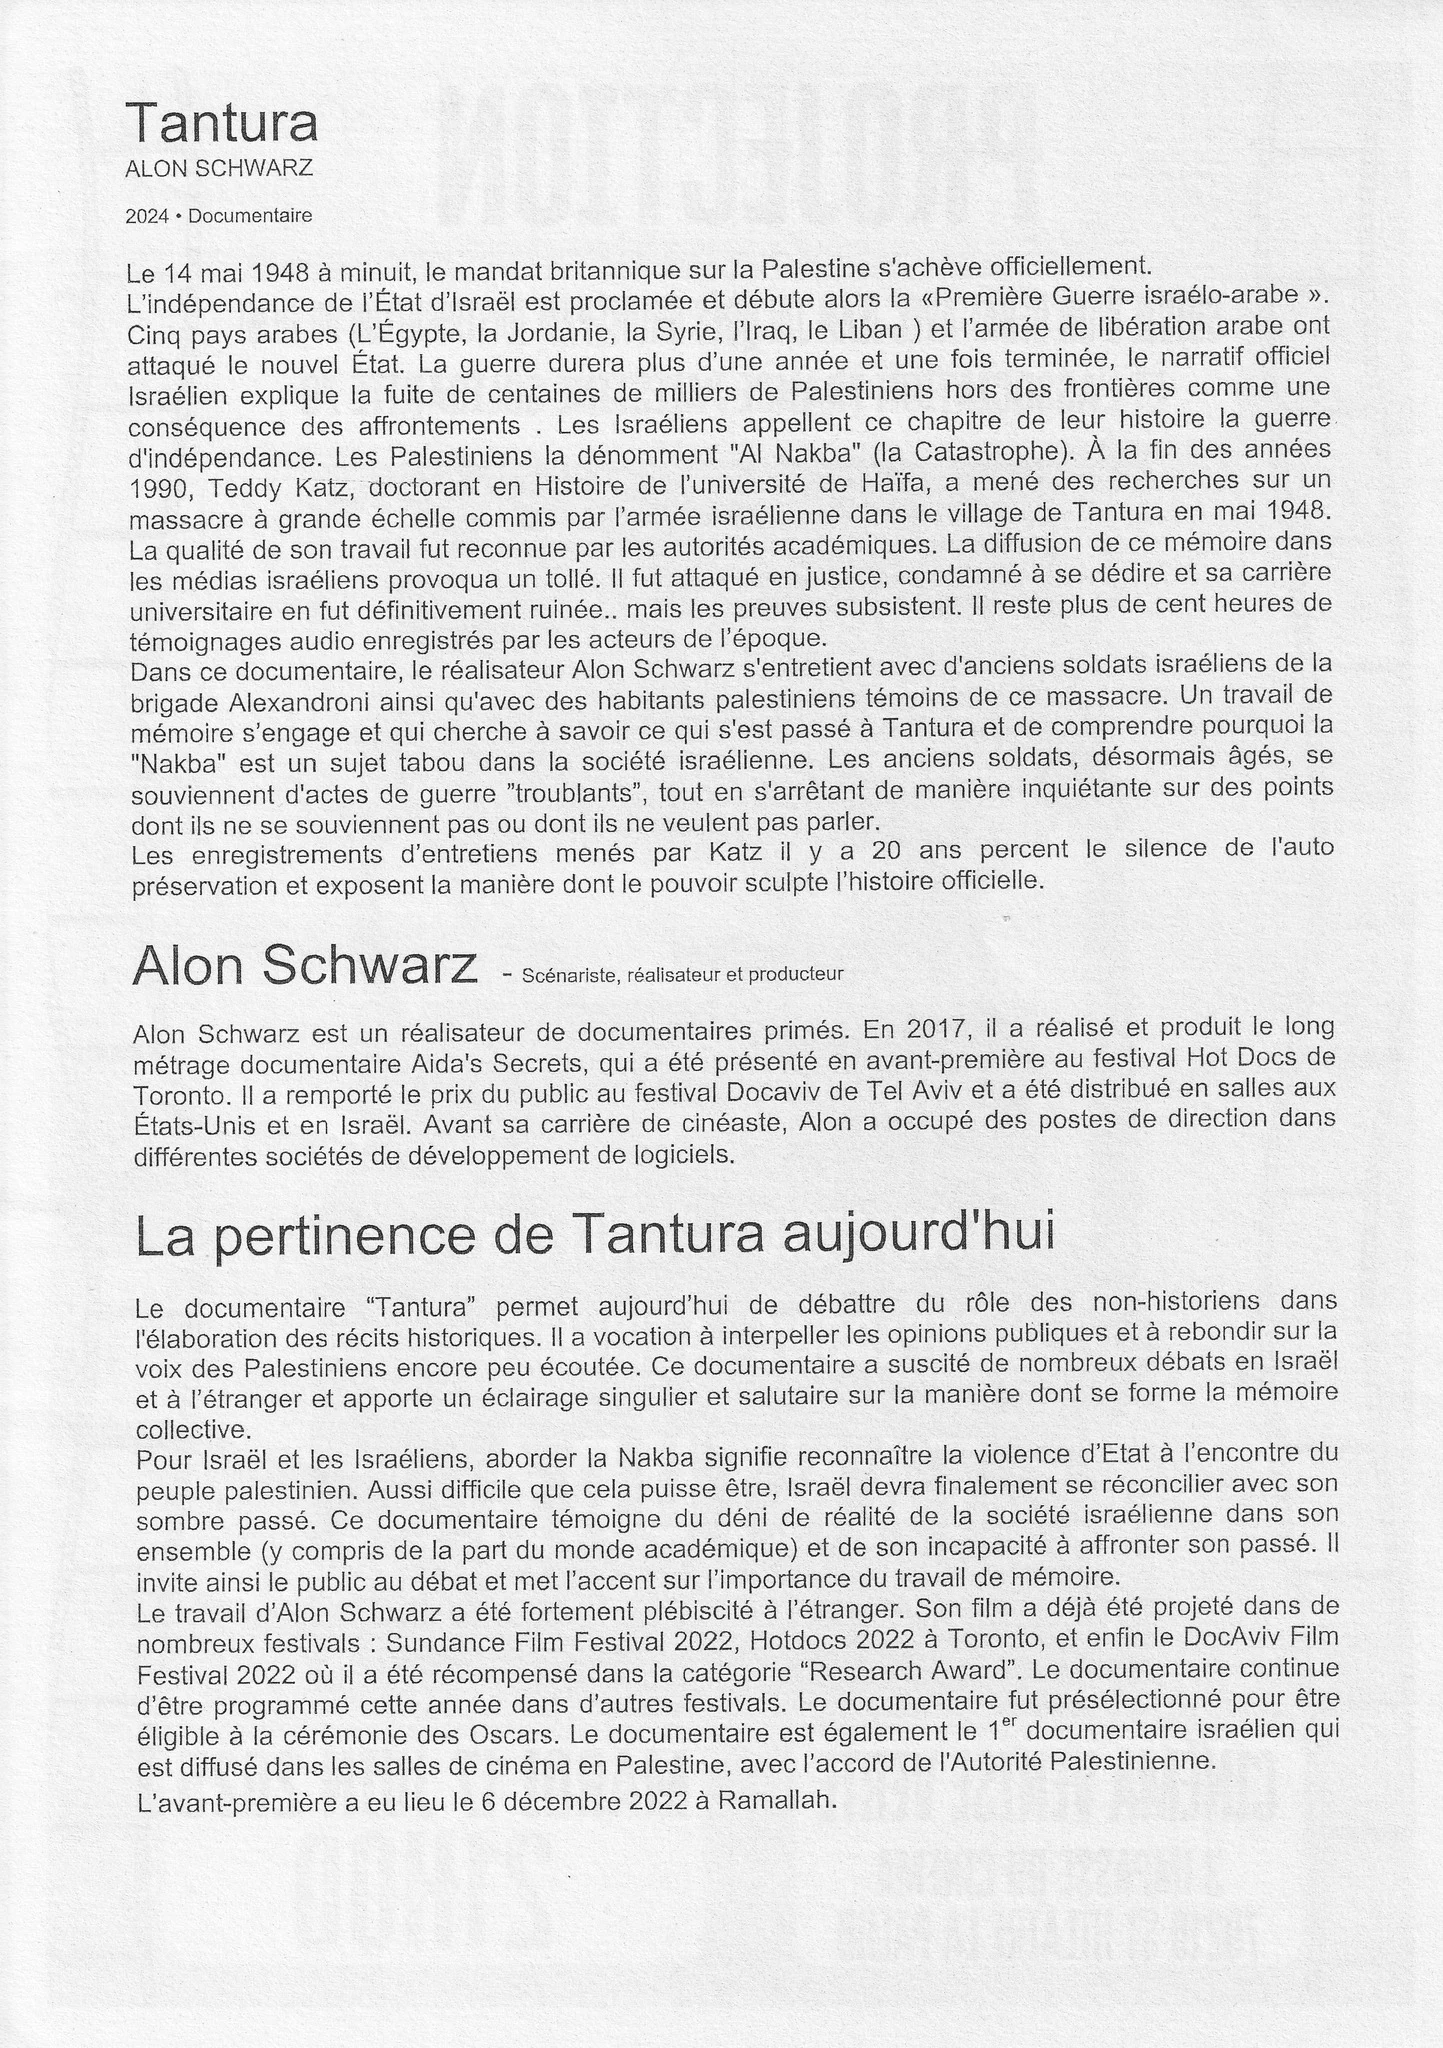 Tantura
ALON SCHWARZ
2024 • Documentaire
Le 14 mai 1948 à minuit, le mandat britannique sur la Palestine s'achève officiellement.
L'indépendance de l'État d'Israël est proclamée et débute alors la «Première Guerre israélo-arabe ».
Cinq pays arabes (L'Égypte, la Jordanie, la Syrie, l'Iraq, le Liban ) et l'armée de libération arabe ont
attaqué le nouvel État. La guerre durera plus d'une année et une fois terminée, le narratif officiel
Israélien explique la fuite de centaines de milliers de Palestiniens hors des frontières comme une
conséquence des affrontements . Les Israéliens appellent ce chapitre de leur histoire la guerre
d'indépendance. Les Palestiniens la dénomment "Al Nakba" (la Catastrophe). À la fin des années
1990, Teddy Katz, doctorant en Histoire de l'université de Haïfa, a mené des recherches sur un
massacre à grande échelle commis par l'armée israélienne dans le village de Tantura en mai 1948.
La qualité de son travail fut reconnue par les autorités académiques. La diffusion de ce mémoire dans
les médias israéliens provoqua un tollé. Il fut attaqué en justice, condamné à se dédire et sa carrière
universitaire en fut définitivement ruinée.. mais les preuves subsistent. Il reste plus de cent heures de
témoignages audio enregistrés par les acteurs de l'époque.
Dans ce documentaire, le réalisateur Alon Schwarz s'entretient avec d'anciens soldats israéliens de la
brigade Alexandroni ainsi qu'avec des habitants palestiniens témoins de ce massacre. Un travail de
mémoire s'engage et qui cherche à savoir ce qui s'est passé à Tantura et de comprendre pourquoi la
"Nakba" est un sujet tabou dans la société israélienne. Les anciens soldats, désormais âgés, se
souviennent d'actes de guerre "troublants", tout en s'arrêtant de manière inquiétante sur des points
dont ils ne se souviennent pas ou dont ils ne veulent pas parler.
Les enregistrements d'entretiens menés par Katz il y a 20 ans percent le silence de l'auto
préservation et exposent la manière dont le pouvoir sculpte l'histoire officielle.
Alon Schwarz - Scénariste, réalisateur et producteur
Alon Schwarz est un réalisateur de documentaires primés. En 2017, il a réalisé et produit le long
métrage documentaire Aida's Secrets, qui a été présenté en avant-première au festival Hot Docs de
Toronto. Il a remporté le prix du public au festival Docaviv de Tel Aviv et a été distribué en salles aux
États-Unis et en Israël. Avant sa carrière de cinéaste, Alon a occupé des postes de direction dans
différentes sociétés de développement de logiciels.
La pertinence de Tantura aujourd'hui
Le documentaire “Tantura” permet aujourd'hui de débattre du rôle des non-historiens dans
l'élaboration des récits historiques. Il a vocation à interpeller les opinions publiques et à rebondir sur la
voix des Palestiniens encore peu écoutée. Ce documentaire a suscité de nombreux débats en Israël
et à l'étranger et apporte un éclairage singulier et salutaire sur la manière dont se forme la mémoire
collective.
Pour Israël et les Israéliens, aborder la Nakba signifie reconnaître la violence d'Etat à l'encontre du
peuple palestinien. Aussi difficile que cela puisse être, Israël devra finalement se réconcilier avec son
sombre passé. Ce documentaire témoigne du déni de réalité de la société israélienne dans son
ensemble (y compris de la part du monde académique) et de son incapacité à affronter son passé. Il
invite ainsi le public au débat et met l'accent sur l'importance du travail de mémoire.
Le travail d'Alon Schwarz a été fortement plébiscité à l'étranger. Son film a déjà été projeté dans de
nombreux festivals : Sundance Film Festival 2022, Hotdocs 2022 à Toronto, et enfin le DocAviv Film
Festival 2022 où il a été récompensé dans la catégorie “Research Award”. Le documentaire continue
d'être programmé cette année dans d'autres festivals. Le documentaire fut présélectionné pour être
éligible à la cérémonie des Oscars. Le documentaire est également le 1er documentaire israélien qui
est diffusé dans les salles de cinéma en Palestine, avec l'accord de l'Autorité Palestinienne.
L'avant-première a eu lieu le 6 décembre 2022 à Ramallah.